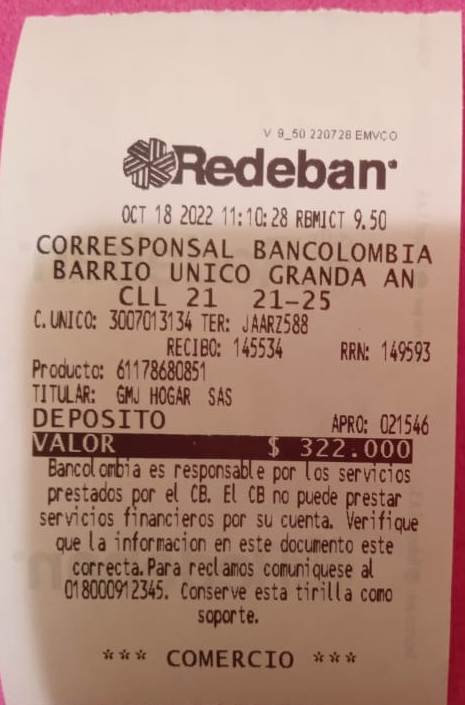 V 9_50 220728 EMVCO
Redeban
OCT 18 2022 11:10:28 RBMICT 9.50
CORRESPONSAL BANCOLOMBIA
BARRIO UNICO GRANDA AN
CLL 21 21-25
C.UNICO: 3007013134 TER: JAARZ588
RECIBO: 145534 RRN: 149593
Producto: 61178680851
TITULAR: GMJ HOGAR SAS
DEPOSITO APRO: 021546
VALOR $ 322.000
Bancolombia es responsable por los servicios
prestados por el CB. El CB no puede prestar
servicios financieros por su cuenta. Verifique
que la informacion en este documento este
correcta.Para reclamos comuniquese al
018000912345. Conserve esta tirilla como
soporte.
*** COMERCIO ***